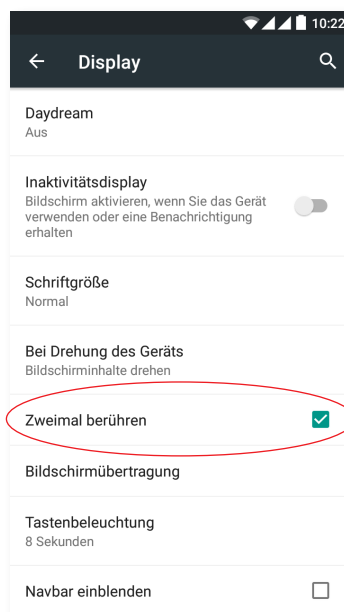 10:22
Display
Daydream
Aus
Inaktivitätsdisplay
Bildschirm aktivieren, wenn Sie das Gerät
verwenden oder eine Benachrichtigung
erhalten
Schriftgröße
Normal
Bei Drehung des Geräts
Bildschirminhalte drehen
Zweimal berühren
Bildschirmübertragung
Tastenbeleuchtung
8 Sekunden
Navbar einblenden